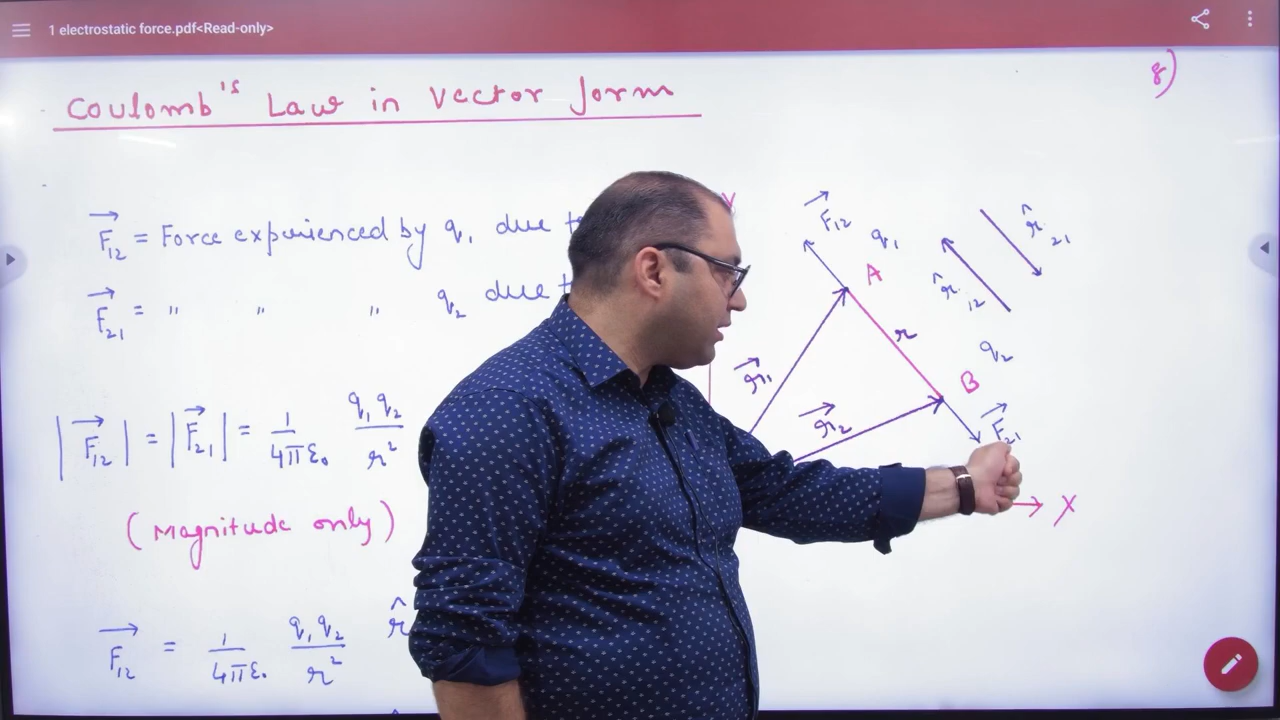 1 electrostatic force.pdf<Read-only>
Coulomb's Law in Vector form
8)
F⃗₁₂ = Force experienced by q₁ due
F⃗₂₁ = " " " q₂ due
|F⃗₁₂| = |F⃗₂₁| = 1/4πε₀ q₁q₂/r²
(Magnitude only)
F⃗₁₂ = 1/4πε₀ q₁q₂/r² r̂
Y
F⃗₁₂
q₁
A
r̂₁₂
r̂₂₁
r
q₂
B
r⃗₁
r⃗₂
F⃗₂₁
X